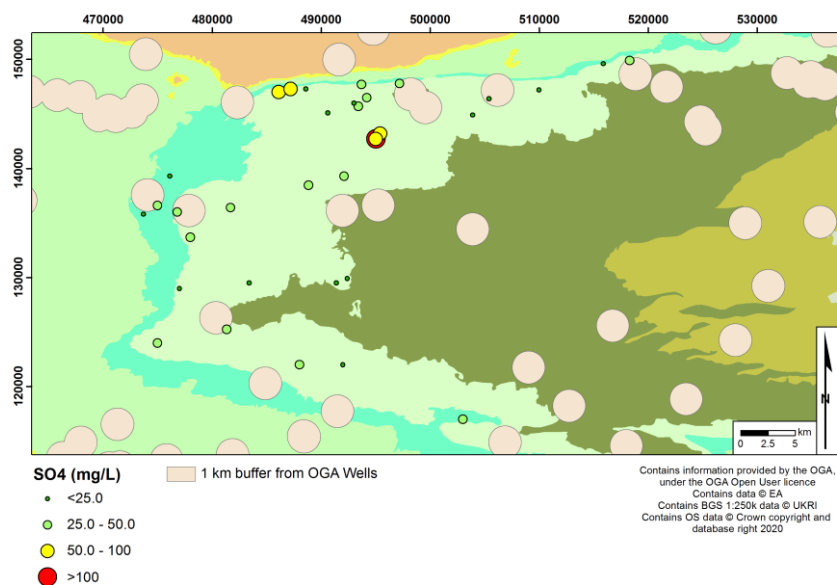 470000 480000 490000 500000 510000 520000 530000
150000
140000
130000
120000
N
0 1.25 2.5 5
km
SO4 (mg/L)
1 km buffer from OGA Wells
<25.0
25.0 - 50.0
50.0 - 100
>100
Contains information provided by the OGA,
under the OGA Open User licence
Contains data © EA
Contains BGS 1:250k data © UKRI
Contains OS data © Crown copyright and
database right 2020